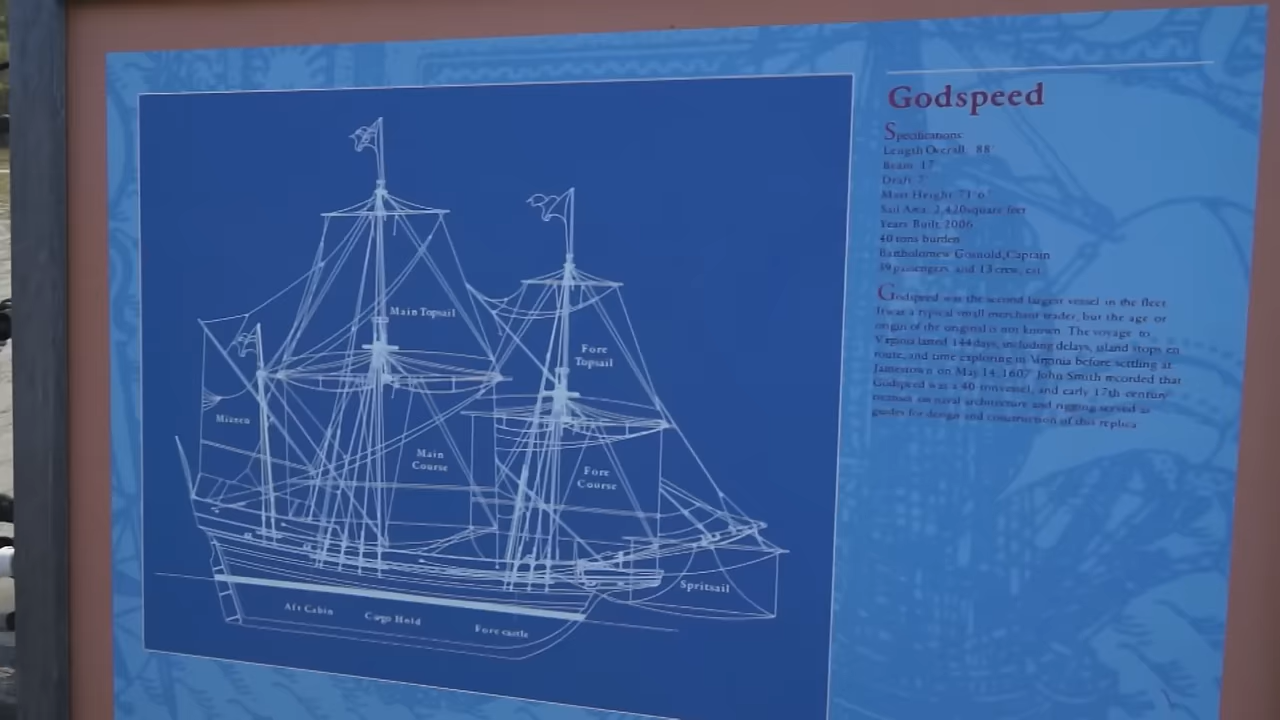 Godspeed
Specifications
Length Overall: 88'
Beam: 17'
Draft: 7'
Mast Height: 71' 6"
Sail Area: 2,420 square feet
Years Built: 2006
40 tons burden
Bartholomew Gosnold, Captain
39 passengers and 13 crew, est.
Godspeed was the second largest vessel in the fleet.
It was a typical small merchant trader, but the age or
origin of the original is not known. The voyage to
Virginia lasted 144 days, including delays, island stops en
route, and time exploring in Virginia before settling at
Jamestown on May 14, 1607. John Smith recorded that
Godspeed was a 40 ton vessel, and early 17th-century
treatises on naval architecture and rigging served as
guides for design and construction of this replica.
Main Topsail
Fore
Topsail
Mizzen
Main
Course
Fore
Course
Spritsail
Aft Cabin
Cargo Hold
Forecastle